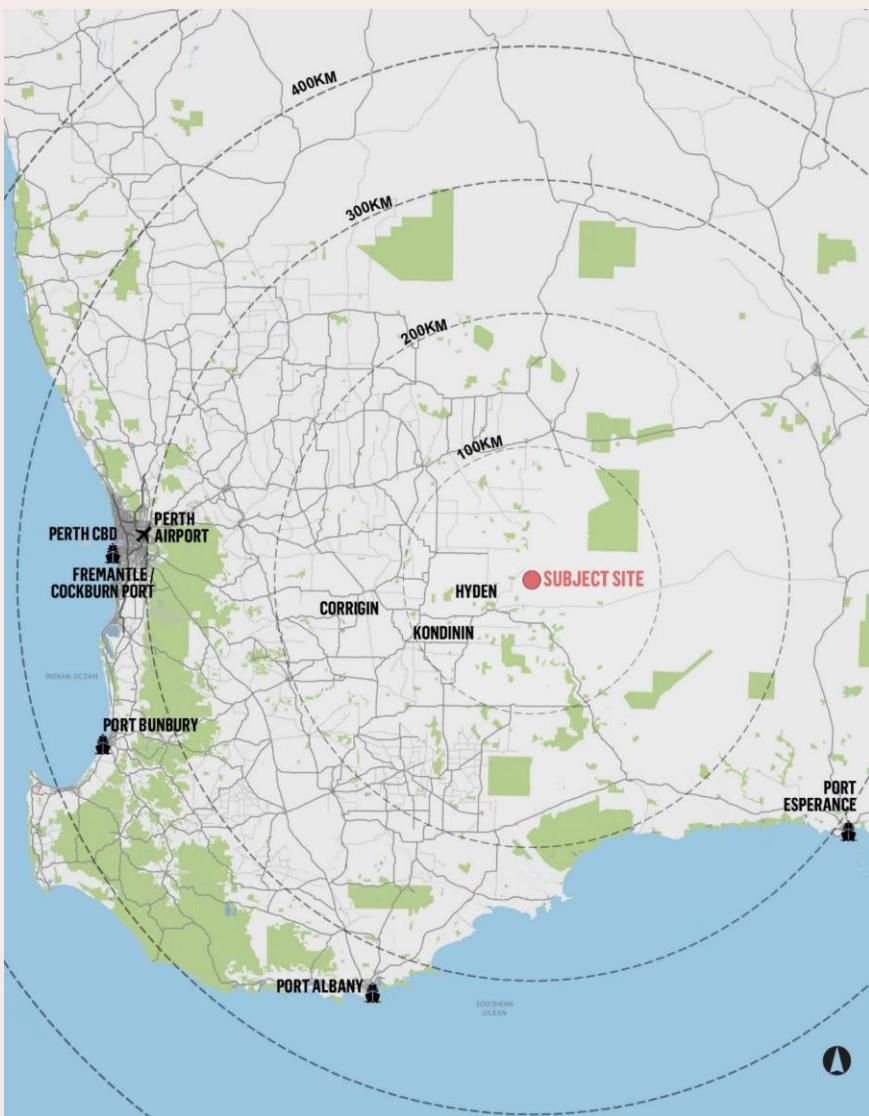 400KM
300KM
200KM
100KM
PERTH CBD
PERTH
AIRPORT
FREMANTLE /
COCKBURN PORT
SUBJECT SITE
HYDEN
CORRIGIN
KONDININ
INDIAN OCEAN
PORT BUNBURY
PORT
ESPERANCE
PORT ALBANY
SOUTHERN
OCEAN